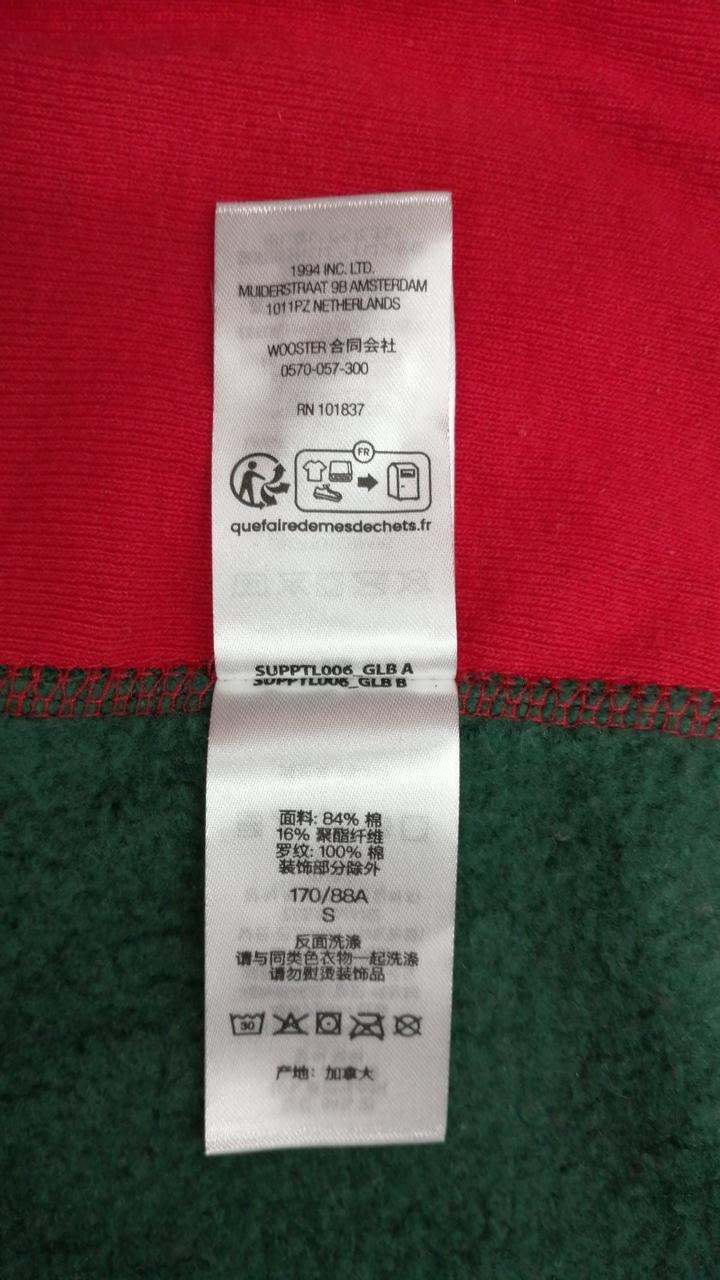 1994 INC. LTD.
MUIDERSTRAAT 9B AMSTERDAM
1011PZ NETHERLANDS
WOOSTER 合同会社
0570-057-300
RN 101837
FR
quefairedemesdechets.fr
SUPPTL006_GLB A
SUPPTL006_GLB B
面料: 84% 棉
16% 聚酯纤维
罗纹: 100% 棉
装饰部分除外
170/88A
S
反面洗涤
请与同类色衣物一起洗涤
请勿熨烫装饰品
30
产地: 加拿大